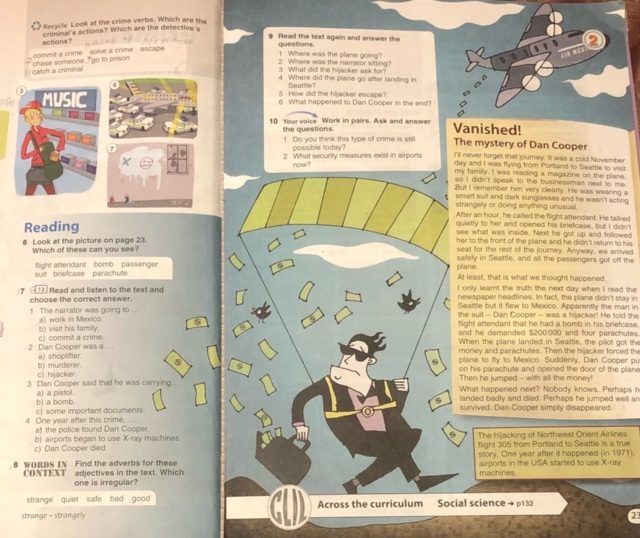 Recycle Look at the crime verbs. Which are the
criminal's actions? Which are the detective's
actions?
commit a crime solve a crime escape
chase someone go to prison
catch a criminal
3
MUSIC
4
7
Reading
6 Look at the picture on page 23.
Which of these can you see?
flight attendant bomb passenger
suit briefcase parachute
7 1.13 Read and listen to the text and
choose the correct answer.
1 The narrator was going to ...
a) work in Mexico.
b) visit his family.
c) commit a crime.
2 Dan Cooper was a ...
a) shoplifter.
b) murderer.
c) hijacker.
3 Dan Cooper said that he was carrying ...
a) a pistol.
b) a bomb.
c) some important documents.
4 One year after this crime, ...
a) the police found Dan Cooper.
b) airports began to use X-ray machines.
c) Dan Cooper died.
8 WORDS IN CONTEXT Find the adverbs for these
adjectives in the text. Which
one is irregular?
strange quiet safe bad good
strange – strangely
9 Read the text again and answer the
questions.
1 Where was the plane going?
2 Where was the narrator sitting?
3 What did the hijacker ask for?
4 Where did the plane go after landing in
Seattle?
5 How did the hijacker escape?
6 What happened to Dan Cooper in the end?
10 Your voice Work in pairs. Ask and answer
the questions.
1 Do you think this type of crime is still
possible today?
2 What security measures exist in airports
now?
2
Vanished!
The mystery of Dan Cooper
I'll never forget that journey. It was a cold November
day and I was flying from Portland to Seattle to visit
my family. I was reading a magazine on the plane,
so I didn't speak to the businessman next to me.
But I remember him very clearly. He was wearing a
smart suit and dark sunglasses and he wasn't acting
strangely or doing anything unusual.
After an hour, he called the flight attendant. He talked
quietly to her and opened his briefcase, but I didn't
see what was inside. Next he got up and followed
her to the front of the plane and he didn't return to his
seat for the rest of the journey. Anyway, we arrived
safely in Seattle, and all the passengers got off the
plane.
At least, that is what we thought happened.
I only learnt the truth the next day when I read the
newspaper headlines. In fact, the plane didn't stay in
Seattle but it flew to Mexico. Apparently the man in
the suit – Dan Cooper – was a hijacker! He told the
flight attendant that he had a bomb in his briefcase,
and he demanded $200000 and four parachutes.
When the plane landed in Seattle, the pilot got the
money and parachutes. Then the hijacker forced the
plane to fly to Mexico. Suddenly, Dan Cooper pu
on his parachute and opened the door of the plane
Then he jumped – with all the money!
What happened next? Nobody knows. Perhaps h
landed badly and died. Perhaps he jumped well an
survived. Dan Cooper simply disappeared.
The hijacking of Northwest Orient Airlines
flight 305 from Portland to Seattle is a true
story. One year after it happened (in 1971),
airports in the USA started to use X-ray
machines.
CLIL Across the curriculum Social science → p132
23